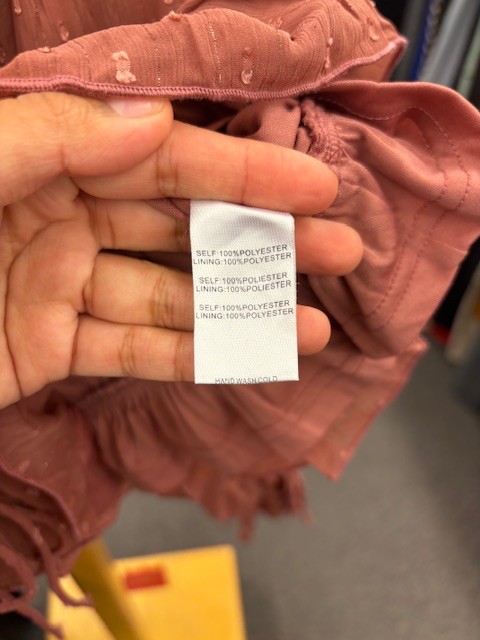 SELF:100%POLYESTER
LINING:100%POLYESTER
SELF:100%POLIESTER
LINING:100%POLIESTER
SELF:100%POLYESTER
LINING:100%POLYESTER
HAND WASH COLD